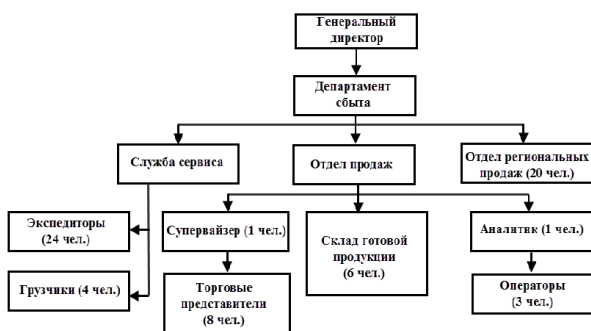 Генеральный
директор
Департамент
сбыта
Служба сервиса
Отдел продаж
Отдел региональных
продаж (20 чел.)
Экспедиторы
(24 чел.)
Супервайзер (1 чел.)
Склад готовой
продукции
(6 чел.)
Аналитик (1 чел.)
Грузчики (4 чел.)
Торговые
представители
(8 чел.)
Операторы
(3 чел.)